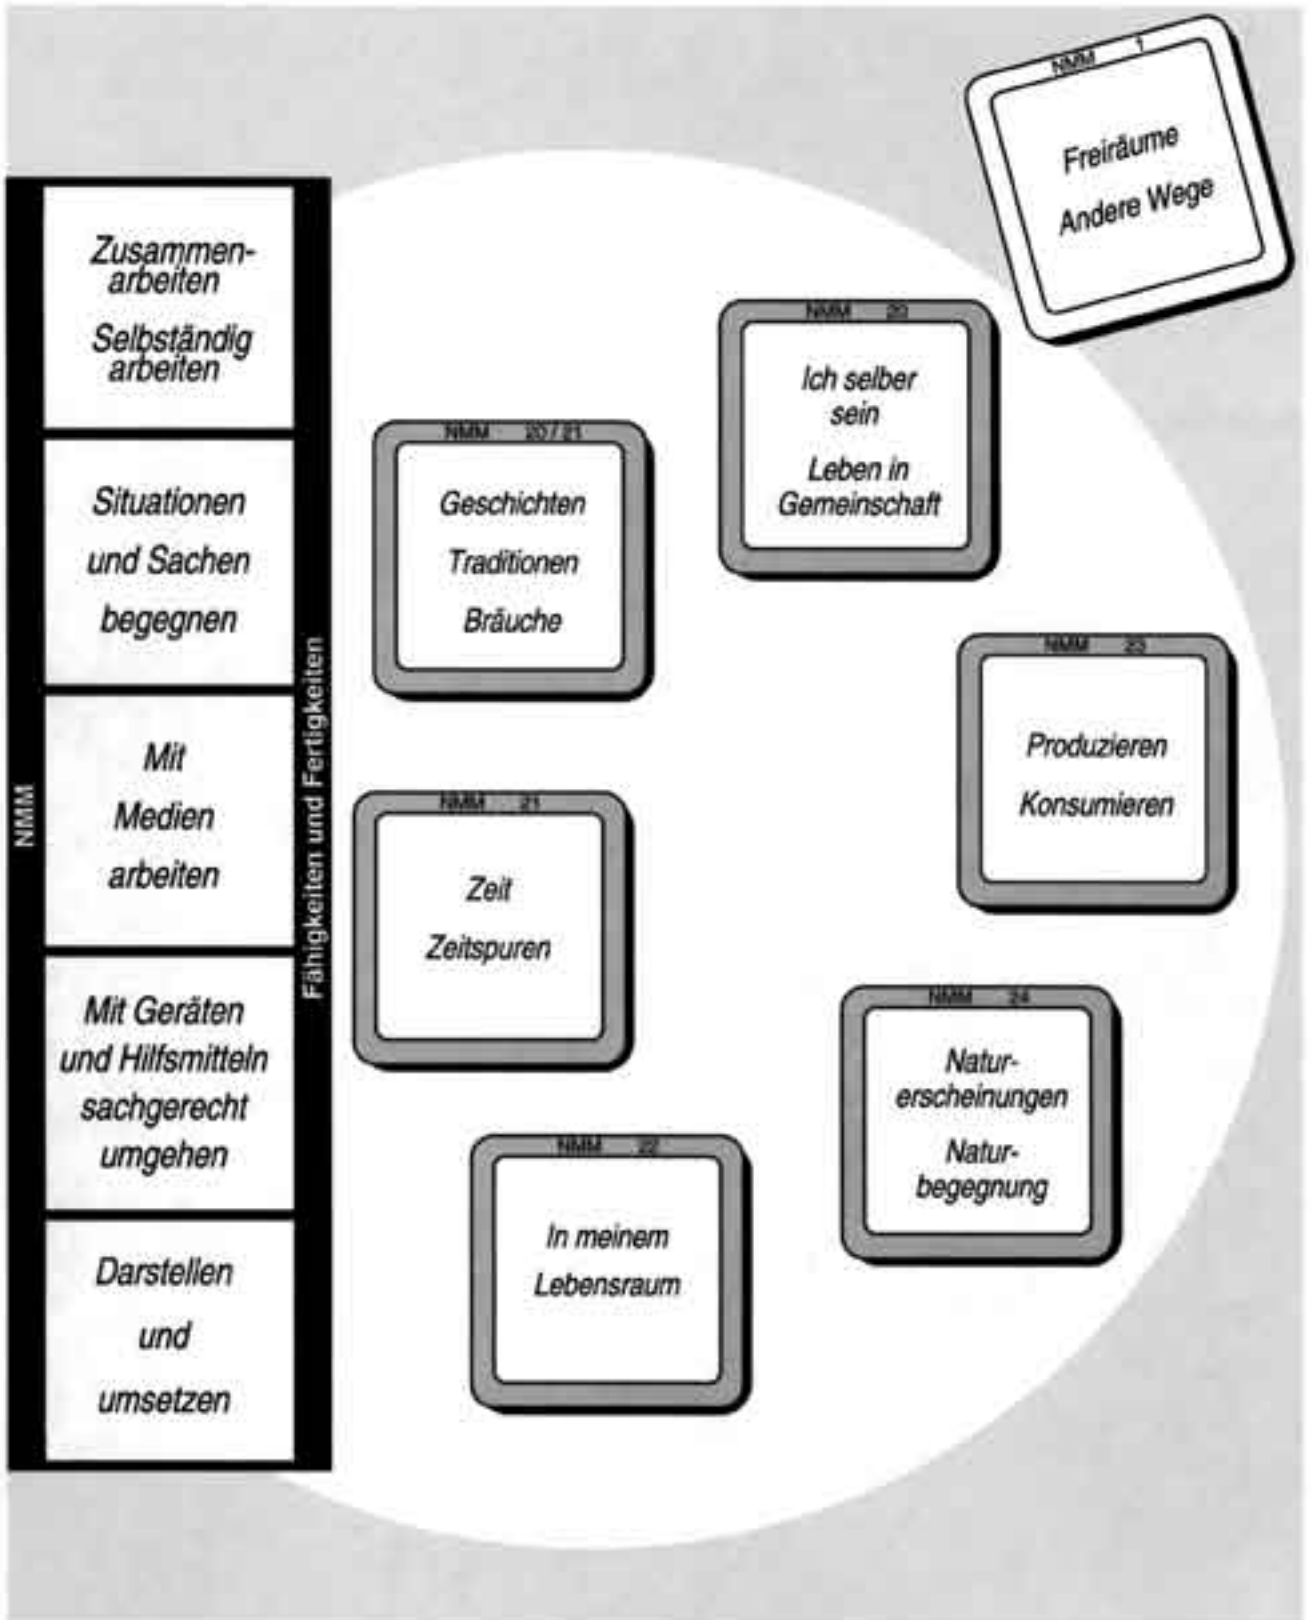 NMM 1
Freiräume
Andere Wege
Zusammen-
arbeiten
Selbständig
arbeiten
Situationen
und Sachen
begegnen
Mit
Medien
arbeiten
Mit Geräten
und Hilfsmitteln
sachgerecht
umgehen
Darstellen
und
umsetzen
NMM
Fähigkeiten und Fertigkeiten
NMM 20
Ich selber
sein
Leben in
Gemeinschaft
NMM 20 / 21
Geschichten
Traditionen
Bräuche
NMM 23
Produzieren
Konsumieren
NMM 21
Zeit
Zeitspuren
NMM 24
Natur-
erscheinungen
Natur-
begegnung
NMM 22
In meinem
Lebensraum